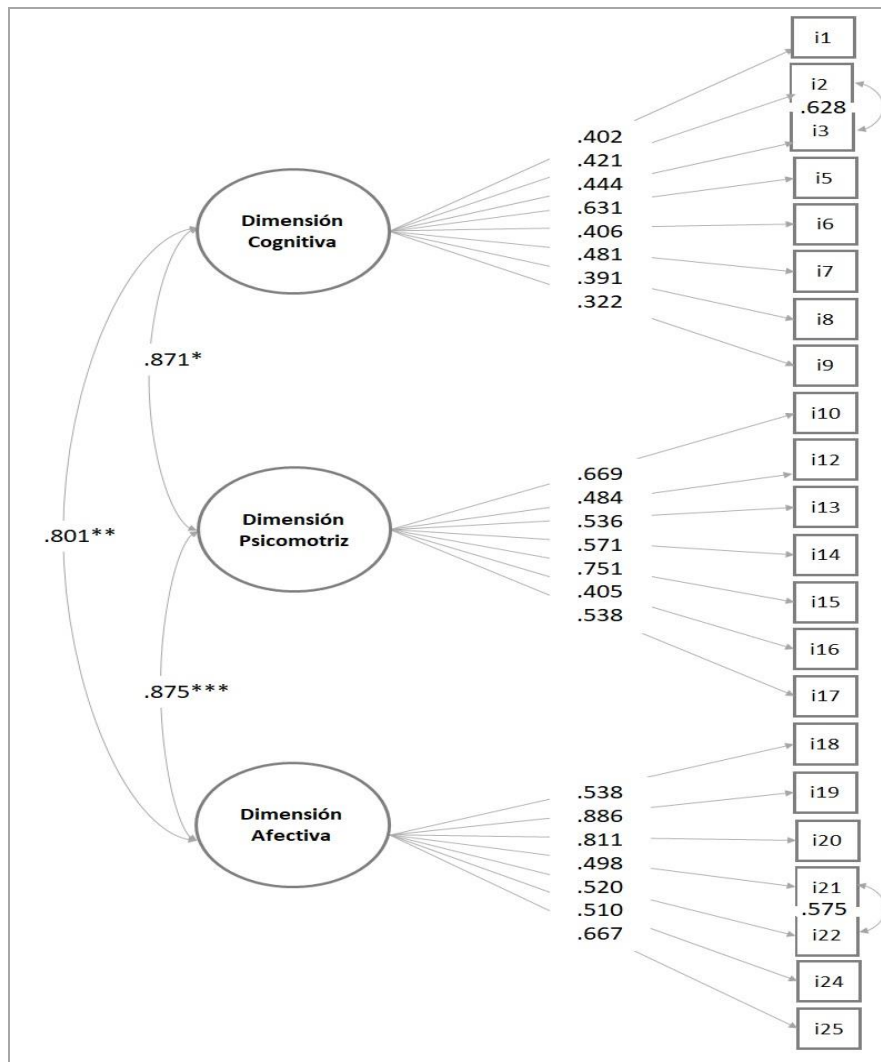 i1
i2
.628
i3
i5
i6
i7
i8
i9
.402
.421
.444
.631
.406
.481
.391
.322
Dimensión
Cognitiva
.871*
.801**
i10
i12
i13
i14
i15
i16
i17
.669
.484
.536
.571
.751
.405
.538
Dimensión
Psicomotriz
.875***
i18
i19
i20
i21
.575
i22
i24
i25
.538
.886
.811
.498
.520
.510
.667
Dimensión
Afectiva